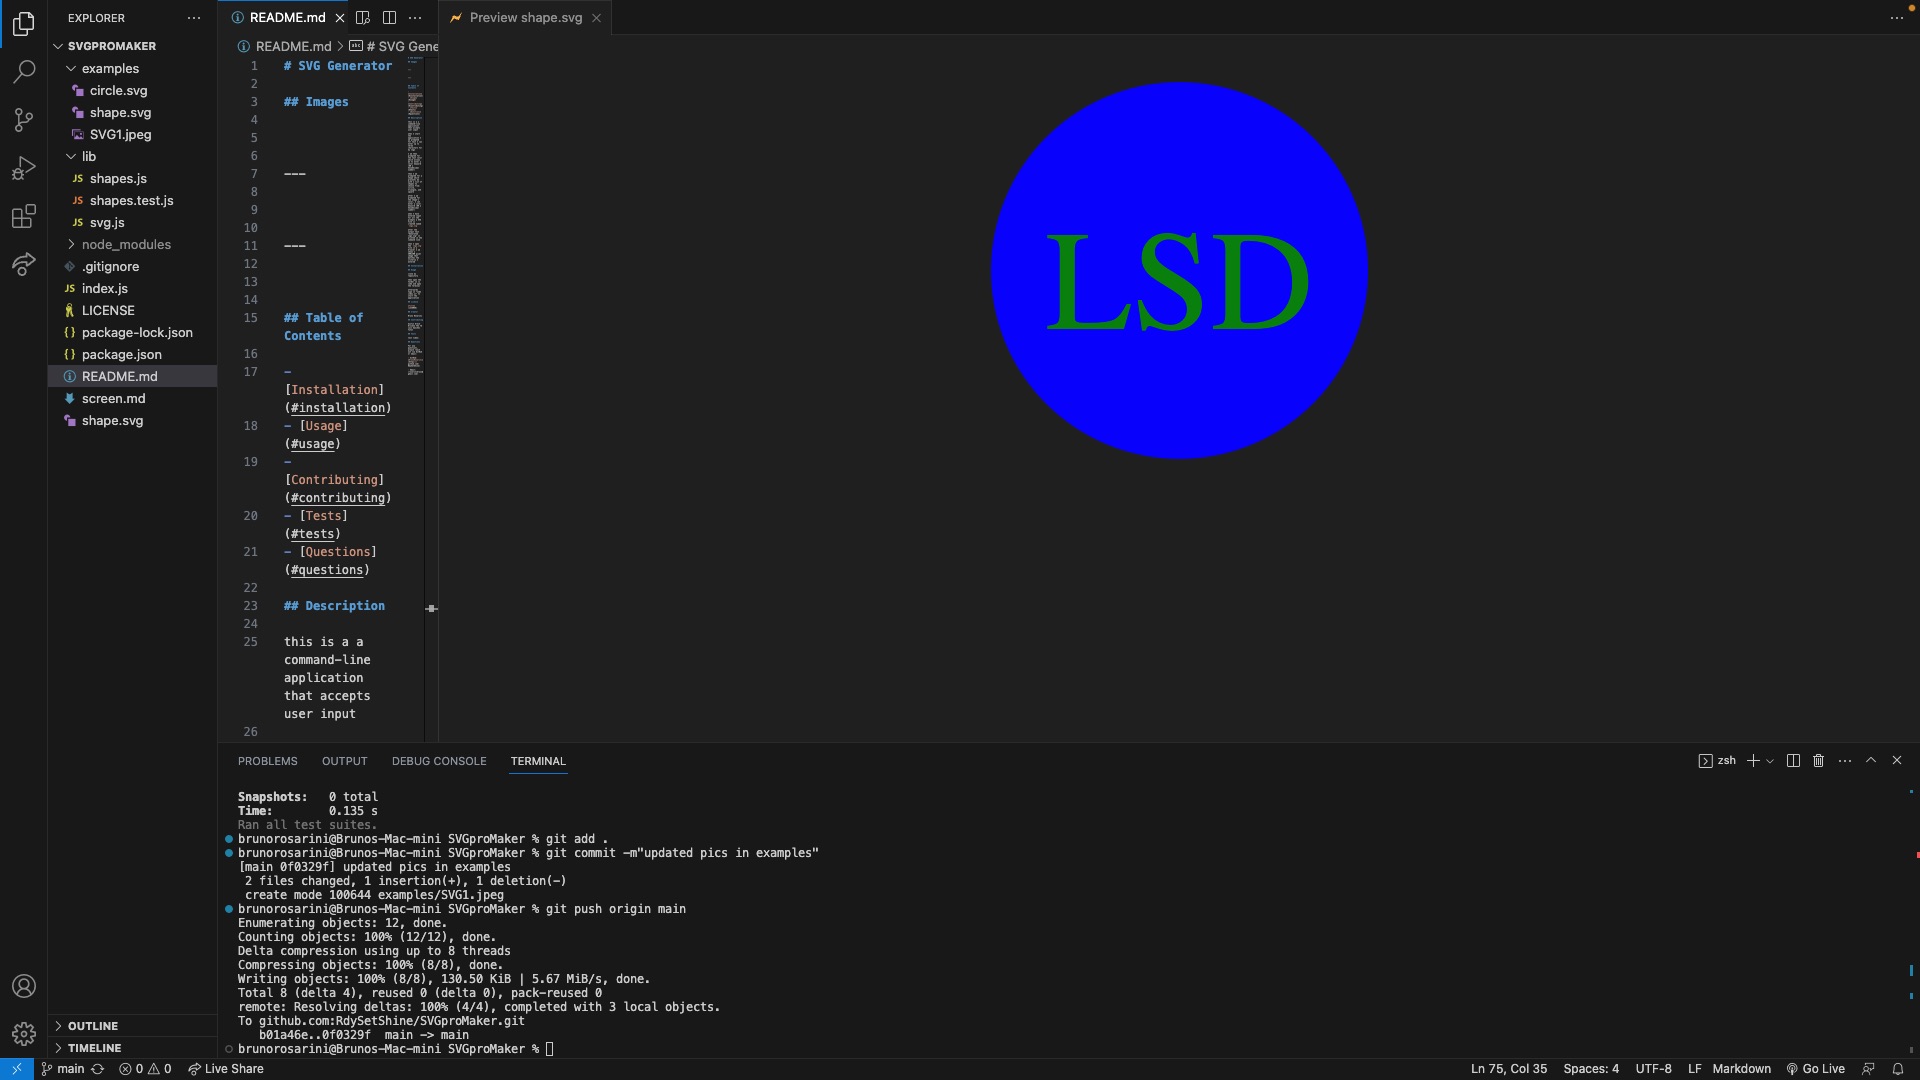 EXPLORER
SVGPROMAKER
examples
circle.svg
shape.svg
SVG1.jpeg
lib
JS shapes.js
JS shapes.test.js
JS svg.js
node_modules
.gitignore
JS index.js
LICENSE
{} package-lock.json
{} package.json
README.md
screen.md
shape.svg
OUTLINE
TIMELINE
README.md
README.md > # SVG Gene
1 # SVG Generator
2
3 ## Images
4
5
6
7 ---
8
9
10
11 ---
12
13
14
15 ## Table of
Contents
16
17 -
[Installation]
(#installation)
18 - [Usage]
(#usage)
19 -
[Contributing]
(#contributing)
20 - [Tests]
(#tests)
21 - [Questions]
(#questions)
22
23 ## Description
24
25 this is a a
command-line
application
that accepts
user input
26
Preview shape.svg
LSD
PROBLEMS OUTPUT DEBUG CONSOLE TERMINAL
zsh
Snapshots: 0 total
Time: 0.135 s
Ran all test suites.
brunorosarini@Brunos-Mac-mini SVGproMaker % git add .
brunorosarini@Brunos-Mac-mini SVGproMaker % git commit -m"updated pics in examples"
[main 0f0329f] updated pics in examples
2 files changed, 1 insertion(+), 1 deletion(-)
create mode 100644 examples/SVG1.jpeg
brunorosarini@Brunos-Mac-mini SVGproMaker % git push origin main
Enumerating objects: 12, done.
Counting objects: 100% (12/12), done.
Delta compression using up to 8 threads
Compressing objects: 100% (8/8), done.
Writing objects: 100% (8/8), 130.50 KiB | 5.67 MiB/s, done.
Total 8 (delta 4), reused 0 (delta 0), pack-reused 0
remote: Resolving deltas: 100% (4/4), completed with 3 local objects.
To github.com:RdySetShine/SVGproMaker.git
b01a46e..0f0329f main -> main
brunorosarini@Brunos-Mac-mini SVGproMaker %
main 0 0 Live Share
Ln 75, Col 35 Spaces: 4 UTF-8 LF Markdown Go Live